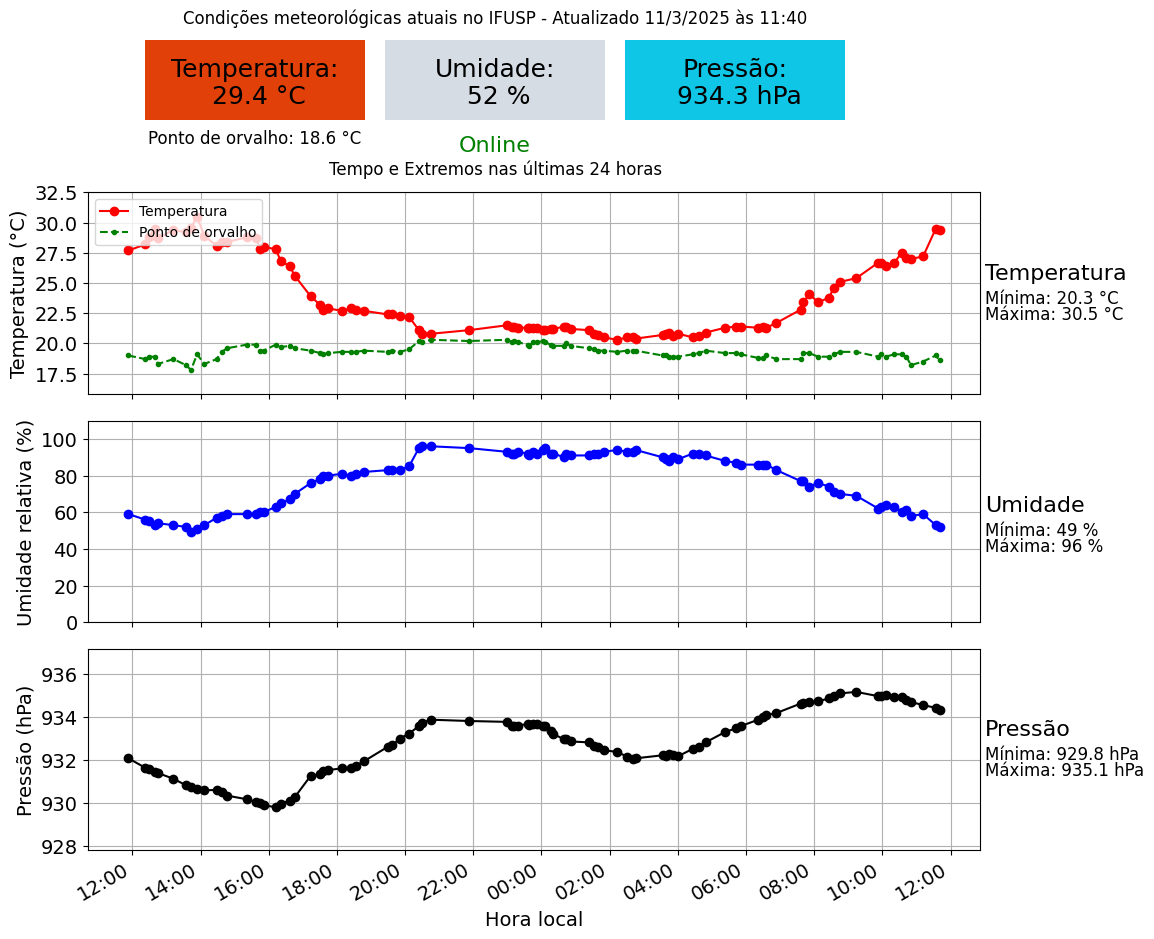 Condições meteorológicas atuais no IFUSP - Atualizado 11/3/2025 às 11:40
Temperatura:
29.4 °C
Umidade:
52 %
Pressão:
934.3 hPa
Ponto de orvalho: 18.6 °C
Online
Tempo e Extremos nas últimas 24 horas
Temperatura (°C)
32.5
30.0
27.5
25.0
22.5
20.0
17.5
Temperatura
Ponto de orvalho
Temperatura
Mínima: 20.3 °C
Máxima: 30.5 °C
Umidade relativa (%)
100
80
60
40
20
0
Umidade
Mínima: 49 %
Máxima: 96 %
Pressão (hPa)
936
934
932
930
928
Pressão
Mínima: 929.8 hPa
Máxima: 935.1 hPa
12:00 14:00 16:00 18:00 20:00 22:00 00:00 02:00 04:00 06:00 08:00 10:00 12:00
Hora local